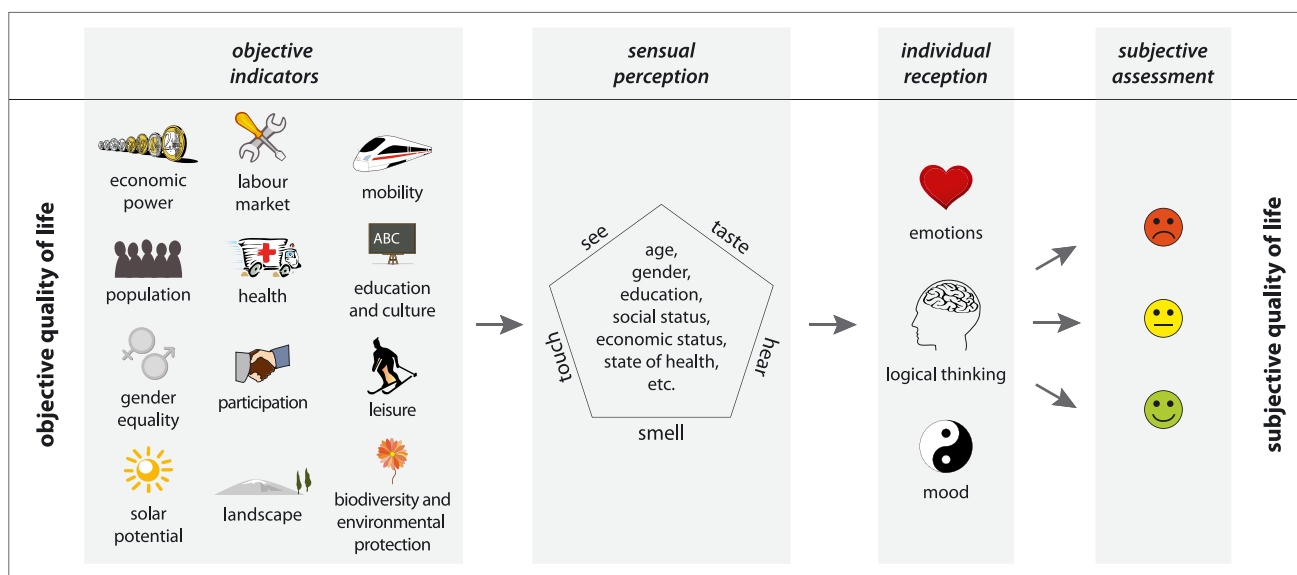 objective
indicators
sensual
perception
individual
reception
subjective
assessment
objective quality of life
economic
power
labour
market
mobility
population
health
ABC
education
and culture
gender
equality
participation
leisure
solar
potential
landscape
biodiversity and
environmental
protection
see
taste
touch
hear
smell
age,
gender,
education,
social status,
economic status,
state of health,
etc.
emotions
logical thinking
mood
subjective quality of life